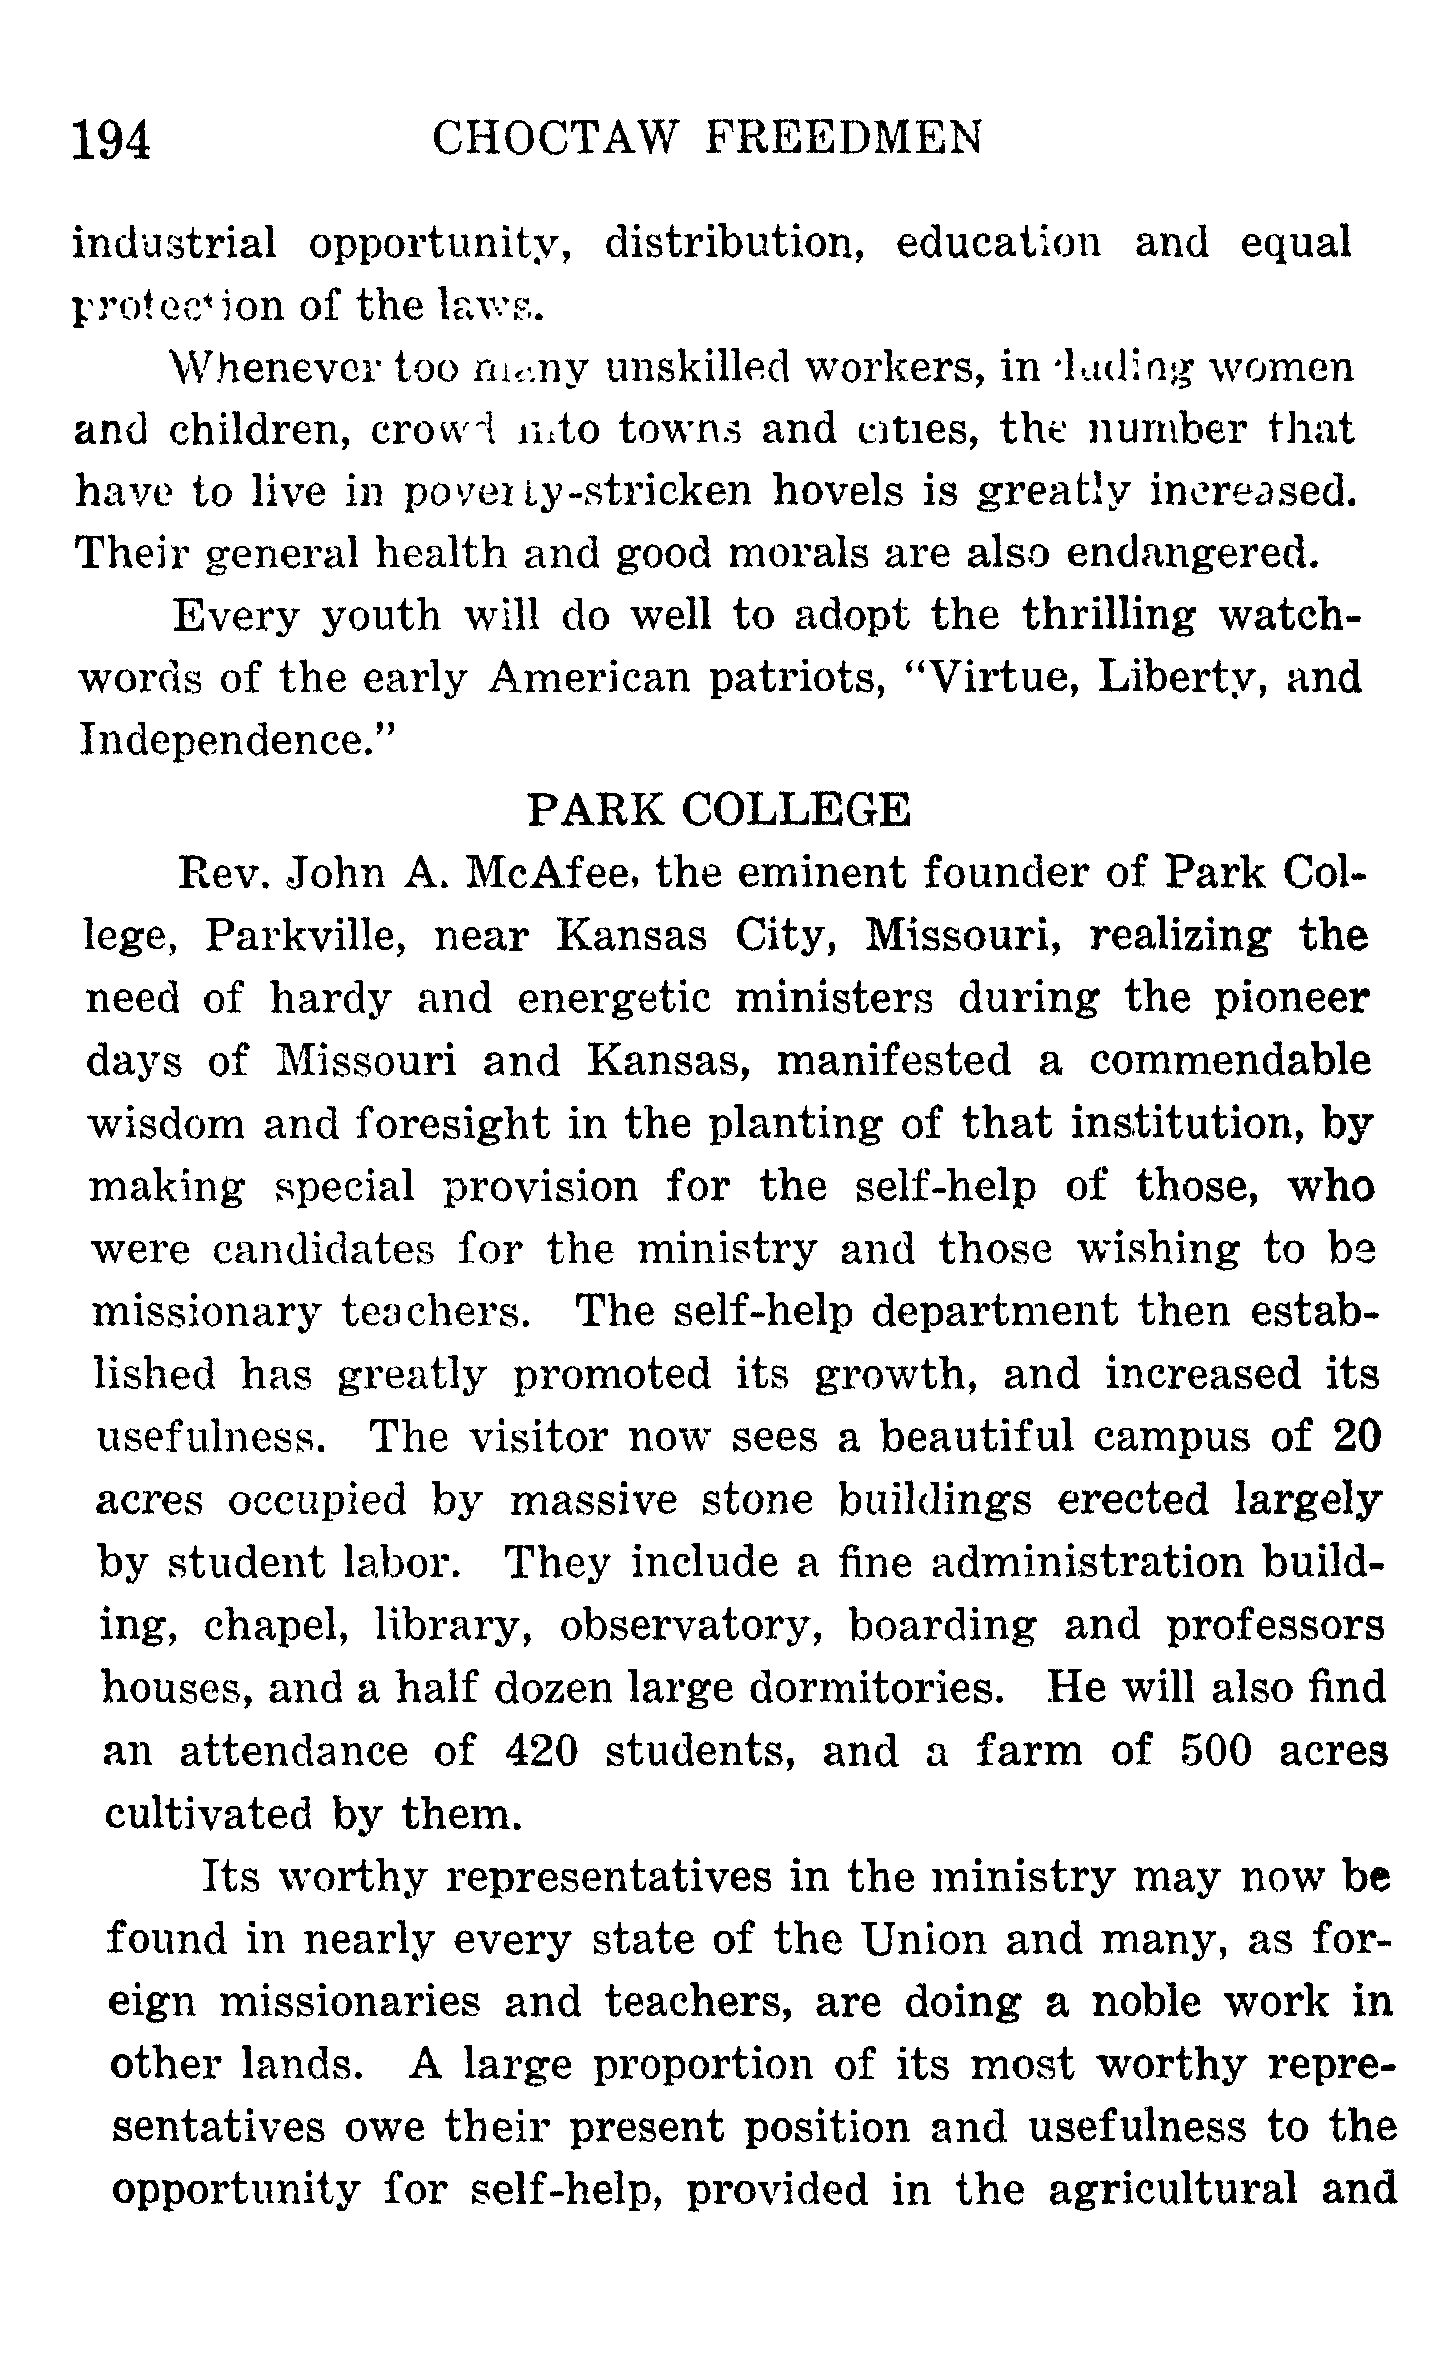 194 CHOCTAW FREEDMEN
industrial opportunity, distribution, education and equal
protection of the laws.
Whenever too many unskilled workers, including women
and children, crowd into towns and cities, the number that
have to live in poverty-stricken hovels is greatly increased.
Their general health and good morals are also endangered.
Every youth will do well to adopt the thrilling watch-
words of the early American patriots, “Virtue, Liberty, and
Independence.”
PARK COLLEGE
Rev. John A. McAfee, the eminent founder of Park Col-
lege, Parkville, near Kansas City, Missouri, realizing the
need of hardy and energetic ministers during the pioneer
days of Missouri and Kansas, manifested a commendable
wisdom and foresight in the planting of that institution, by
making special provision for the self-help of those, who
were candidates for the ministry and those wishing to be
missionary teachers. The self-help department then estab-
lished has greatly promoted its growth, and increased its
usefulness. The visitor now sees a beautiful campus of 20
acres occupied by massive stone buildings erected largely
by student labor. They include a fine administration build-
ing, chapel, library, observatory, boarding and professors
houses, and a half dozen large dormitories. He will also find
an attendance of 420 students, and a farm of 500 acres
cultivated by them.
Its worthy representatives in the ministry may now be
found in nearly every state of the Union and many, as for-
eign missionaries and teachers, are doing a noble work in
other lands. A large proportion of its most worthy repre-
sentatives owe their present position and usefulness to the
opportunity for self-help, provided in the agricultural and